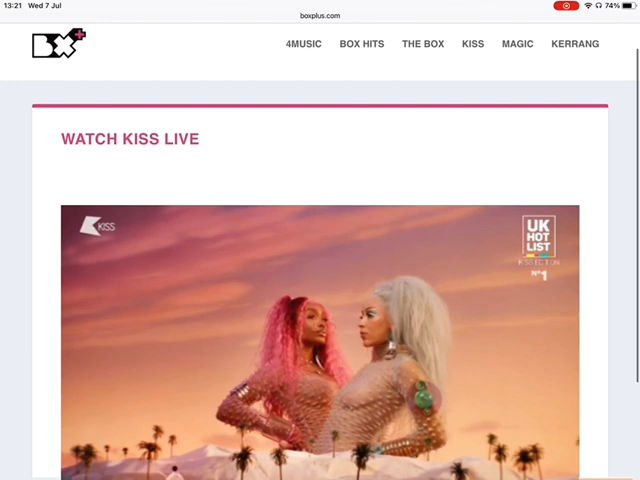 13:21 Wed 7 Jul
74%
boxplus.com
BX+
4MUSIC BOX HITS THE BOX KISS MAGIC KERRANG
WATCH KISS LIVE
KISS
UK
HOT
LIST
Nº1